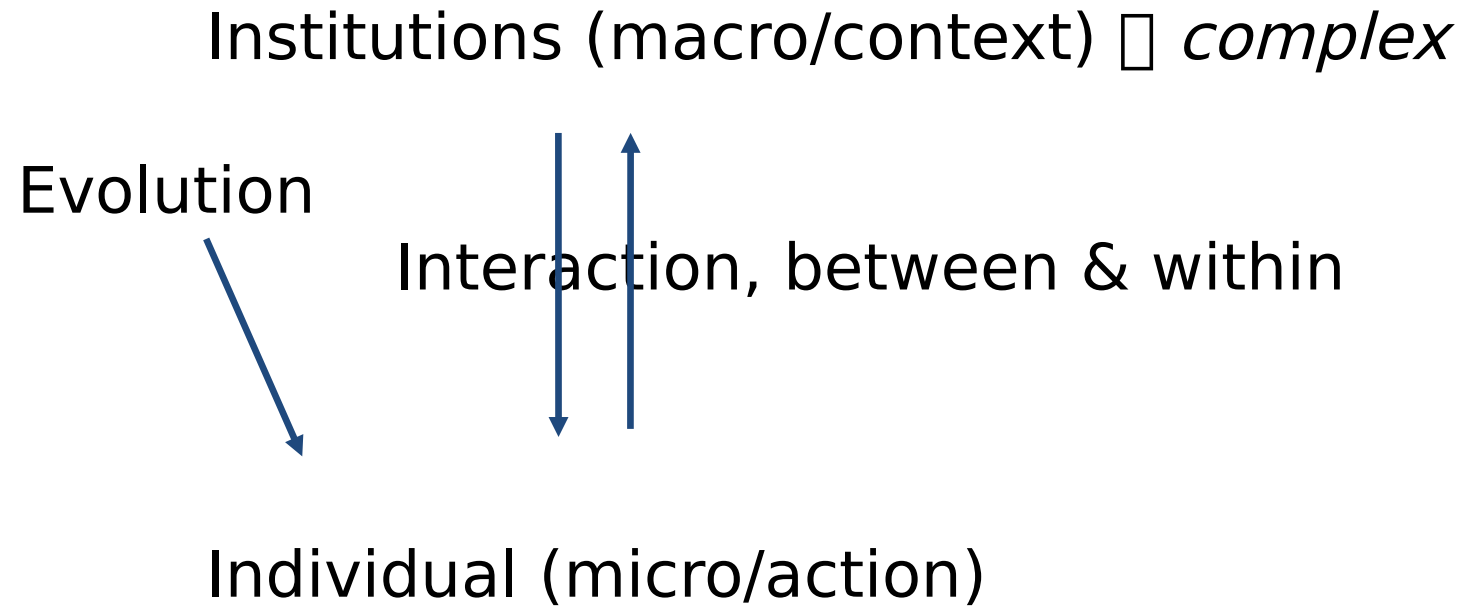 Institutions (macro/context) ▯ complex
Evolution
Interaction, between & within
Individual (micro/action)